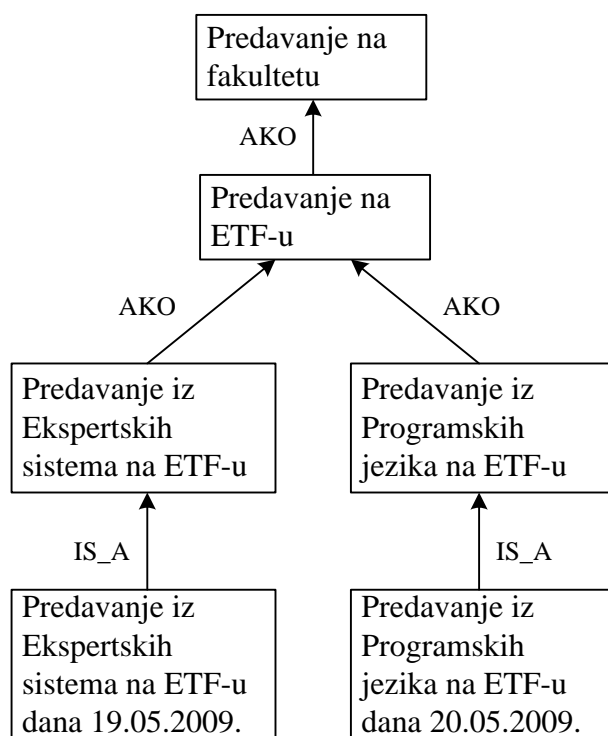 Predavanje na
fakultetu
AKO
Predavanje na
ETF-u
AKO
AKO
Predavanje iz
Ekspertskih
sistema na ETF-u
Predavanje iz
Programskih
jezika na ETF-u
IS_A
IS_A
Predavanje iz
Ekspertskih
sistema na ETF-u
dana 19.05.2009.
Predavanje iz
Programskih
jezika na ETF-u
dana 20.05.2009.